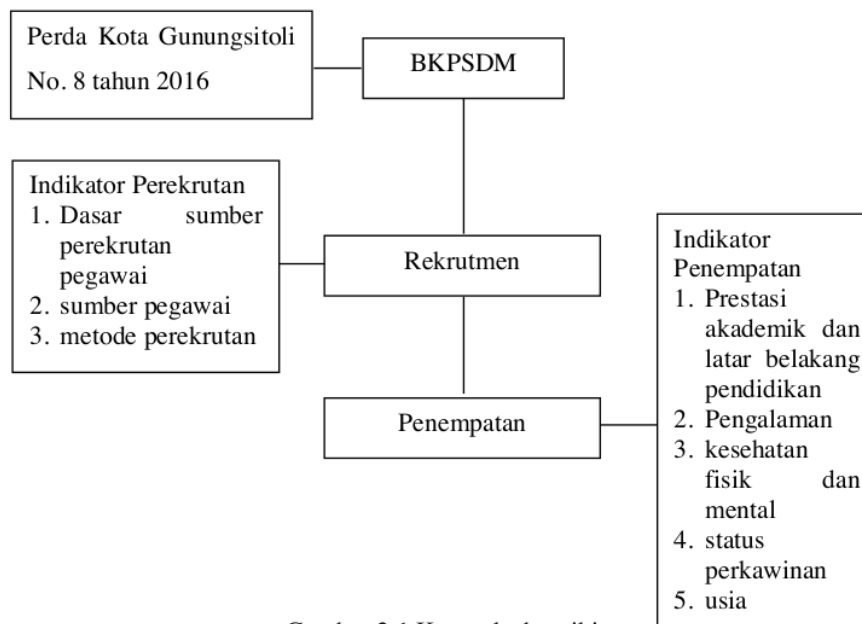 Perda Kota Gunungsitoli
No. 8 tahun 2016
BKPSDM
Indikator Perekrutan
1. Dasar sumber
perekrutan
pegawai
2. sumber pegawai
3. metode perekrutan
Rekrutmen
Penempatan
Indikator
Penempatan
1. Prestasi
akademik dan
latar belakang
pendidikan
2. Pengalaman
3. kesehatan
fisik dan
mental
4. status
perkawinan
5. usia